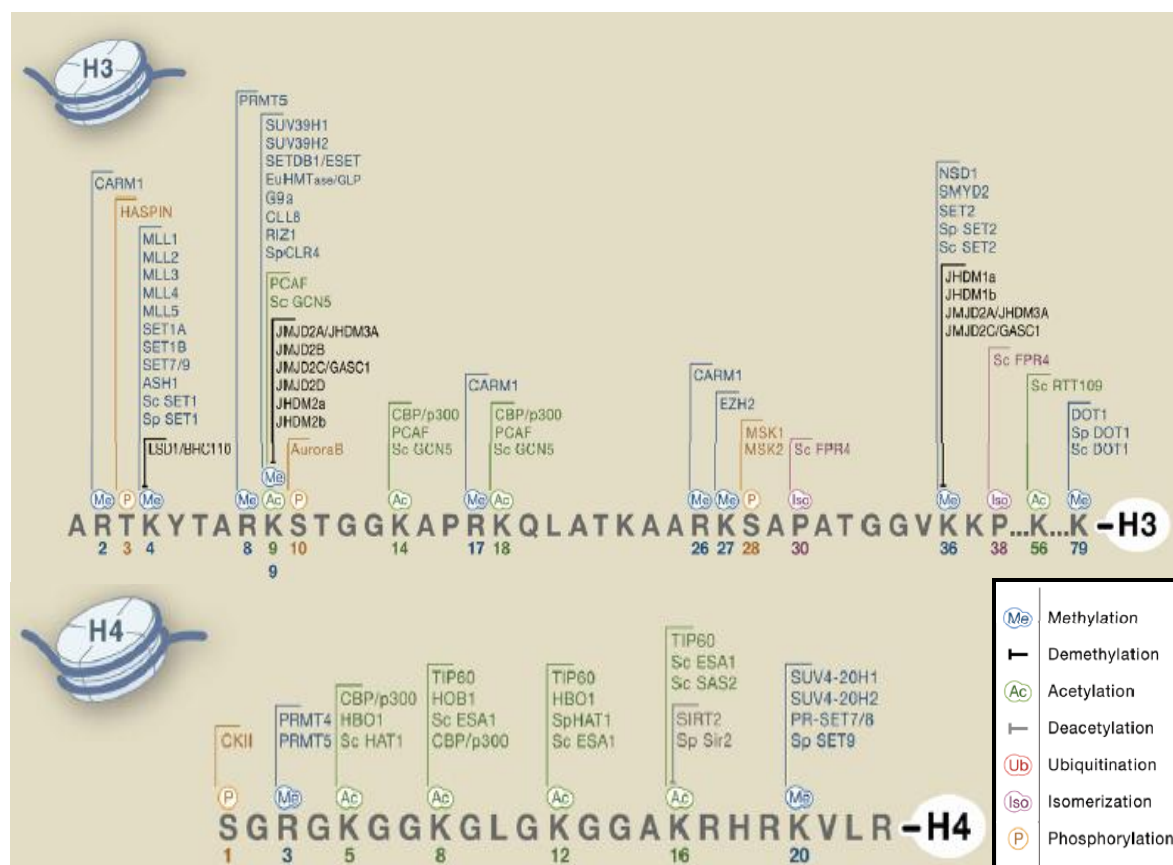 H3
PRMT5
SUV39H1
SUV39H2
SETDB1/ESET
EuHMTase/GLP
G9a
CLL8
RIZ1
SpCLR4
CARM1
HASPIN
MLL1
MLL2
MLL3
MLL4
MLL5
SET1A
SET1B
SET7/9
ASH1
Sc SET1
Sp SET1
LSD1/BHC110
PCAF
Sc GCN5
JMJD2A/JHDM3A
JMJD2B
JMJD2C/GASC1
JMJD2D
JHDM2a
JHDM2b
AuroraB
CBP/p300
PCAF
Sc GCN5
CARM1
CBP/p300
PCAF
Sc GCN5
CARM1
EZH2
MSK1
MSK2
Sc FPR4
NSD1
SMYD2
SET2
Sp SET2
Sc SET2
JHDM1a
JHDM1b
JMJD2A/JHDM3A
JMJD2C/GASC1
Sc FPR4
Sc RTT109
DOT1
Sp DOT1
Sc DOT1
Me
Me P Me Me Ac P Ac Me Ac Me Me P Iso Me Iso Ac Me
A R T K Y T A R K S T G G K A P R K Q L A T K A A R K S A P A T G G V K K P ... K ... K -H3
2 3 4 8 9 10 14 17 18 26 27 28 30 36 38 56 79
9
H4
CKII
PRMT4
PRMT5
CBP/p300
HBO1
Sc HAT1
TIP60
HOB1
Sc ESA1
CBP/p300
TIP60
HBO1
SpHAT1
Sc ESA1
TIP60
Sc ESA1
Sc SAS2
SIRT2
Sp Sir2
SUV4-20H1
SUV4-20H2
PR-SET7/8
Sp SET9
P Me Ac Ac Ac Ac Me
S G R G K G G K G L G K G G A K R H R K V L R -H4
1 3 5 8 12 16 20
Me Methylation
Demethylation
Ac Acetylation
Deacetylation
Ub Ubiquitination
Iso Isomerization
P Phosphorylation